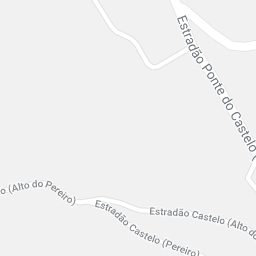 Estradão Ponte do Castelo
o (Alto do Pereiro)
Estradão Castelo (Pereiro)
Estradão Castelo (Alto do